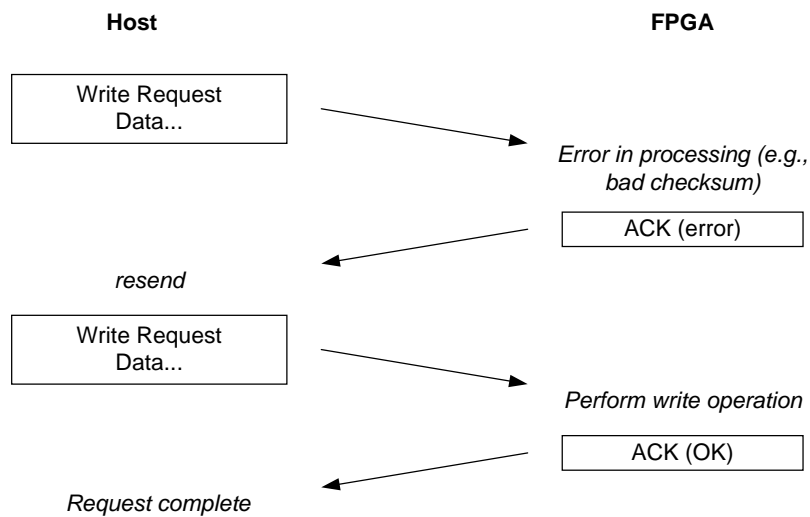 Host
FPGA
Write Request
Data...
Error in processing (e.g.,
bad checksum)
ACK (error)
resend
Write Request
Data...
Perform write operation
ACK (OK)
Request complete